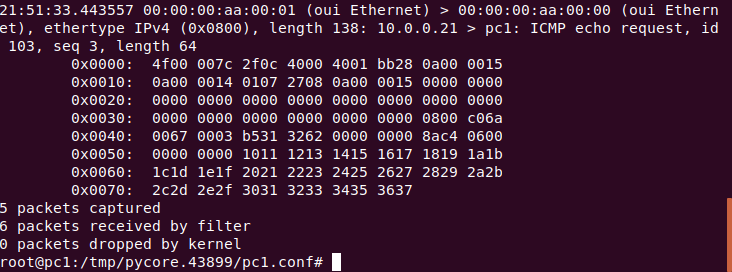 21:51:33.443557 00:00:00:aa:00:01 (oui Ethernet) > 00:00:00:aa:00:00 (oui Ethern
et), ethertype IPv4 (0x0800), length 138: 10.0.0.21 > pc1: ICMP echo request, id
 103, seq 3, length 64
        0x0000:  4f00 007c 2f0c 4000 4001 bb28 0a00 0015
        0x0010:  0a00 0014 0107 2708 0a00 0015 0000 0000
        0x0020:  0000 0000 0000 0000 0000 0000 0000 0000
        0x0030:  0000 0000 0000 0000 0000 0000 0800 c06a
        0x0040:  0067 0003 b531 3262 0000 0000 8ac4 0600
        0x0050:  0000 0000 1011 1213 1415 1617 1819 1a1b
        0x0060:  1c1d 1e1f 2021 2223 2425 2627 2829 2a2b
        0x0070:  2c2d 2e2f 3031 3233 3435 3637
5 packets captured
6 packets received by filter
0 packets dropped by kernel
root@pc1:/tmp/pycore.43899/pc1.conf#